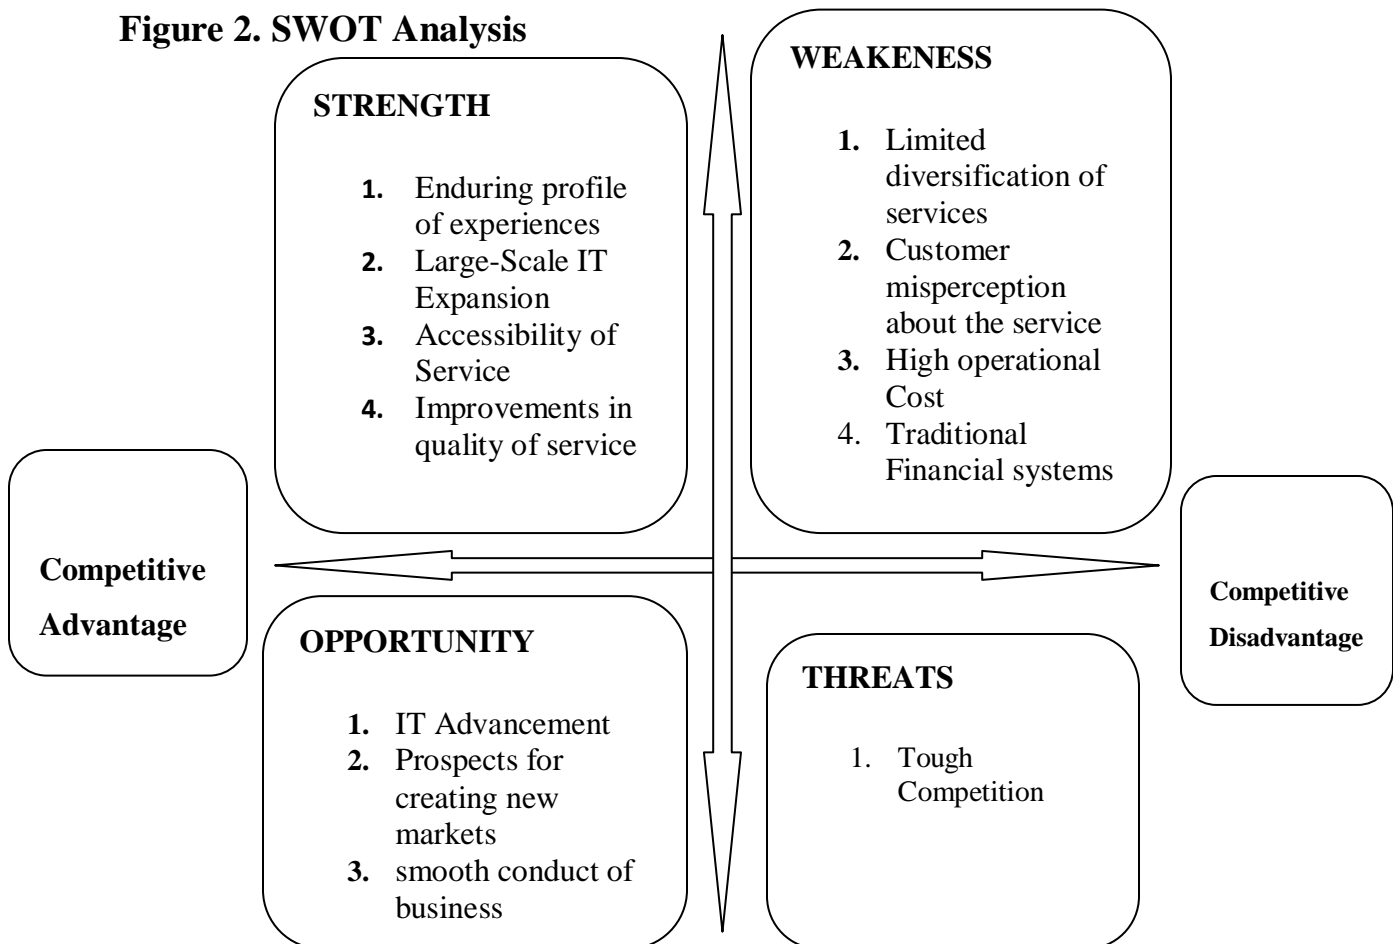 Figure 2. SWOT Analysis
STRENGTH
1. Enduring profile
of experiences
2. Large-Scale IT
Expansion
3. Accessibility of
Service
4. Improvements in
quality of service
WEAKENESS
1. Limited
diversification of
services
2. Customer
misperception
about the service
3. High operational
Cost
4. Traditional
Financial systems
Competitive
Advantage
Competitive
Disadvantage
OPPORTUNITY
1. IT Advancement
2. Prospects for
creating new
markets
3. smooth conduct of
business
THREATS
1. Tough
Competition